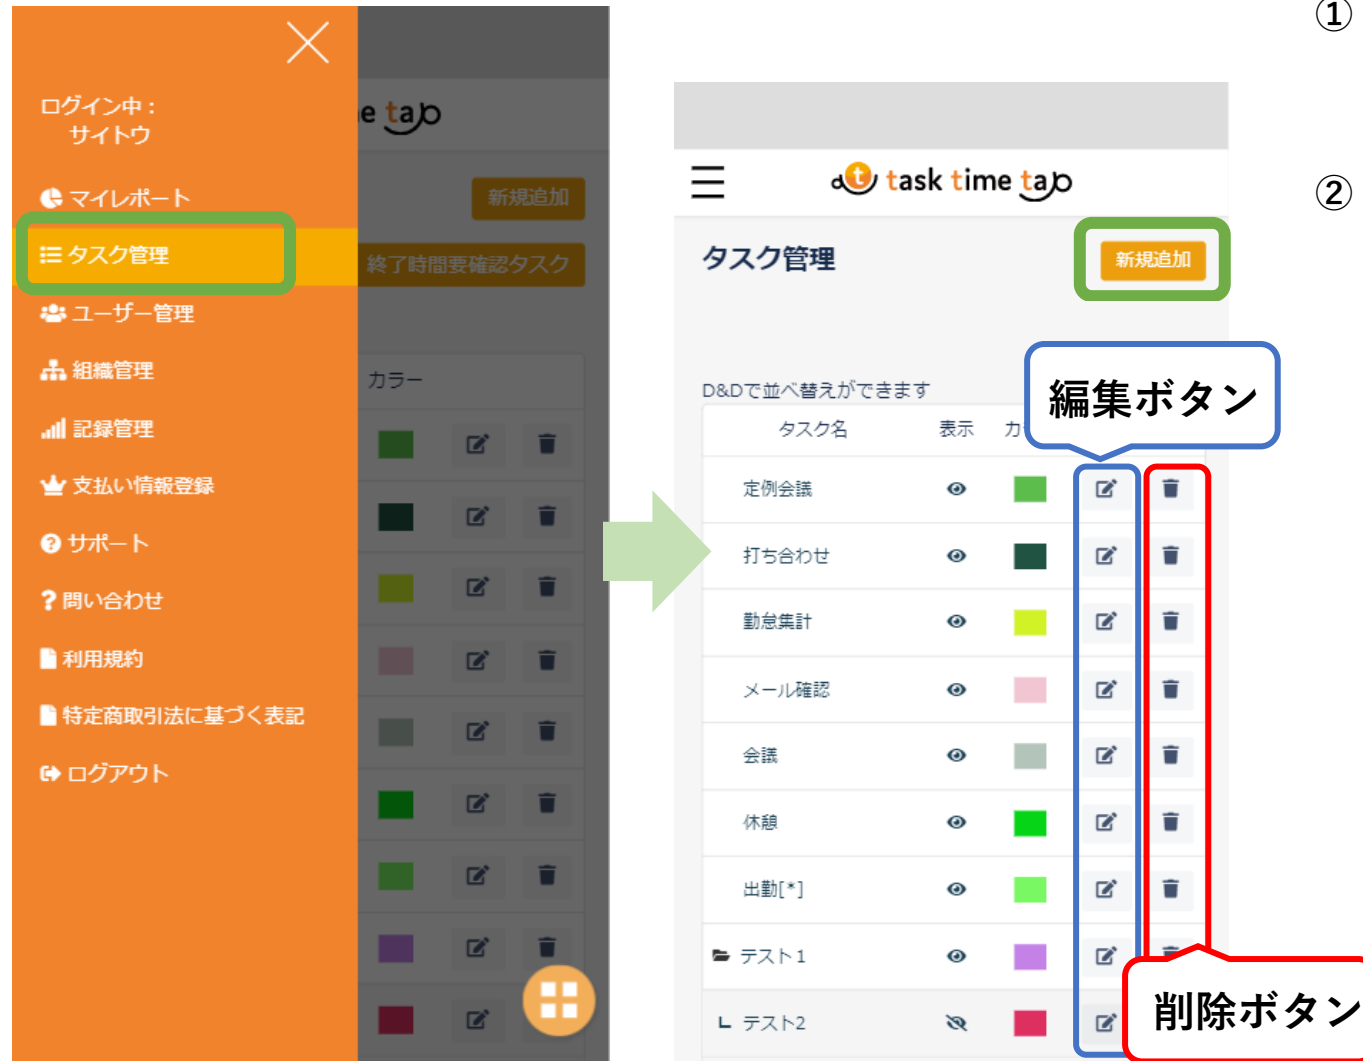 ログイン中：
サイトウ
マイレポート
タスク管理
ユーザー管理
組織管理
記録管理
支払い情報登録
サポート
問い合わせ
利用規約
特定商取引法に基づく表記
ログアウト
e tap
新規追加
終了時間要確認タスク
カラー
①
②
task time tap
タスク管理
新規追加
編集ボタン
D&Dで並べ替えができます
タスク名 表示 カ
定例会議
打ち合わせ
勤怠集計
メール確認
会議
休憩
出勤[*]
テスト1
テスト2
削除ボタン